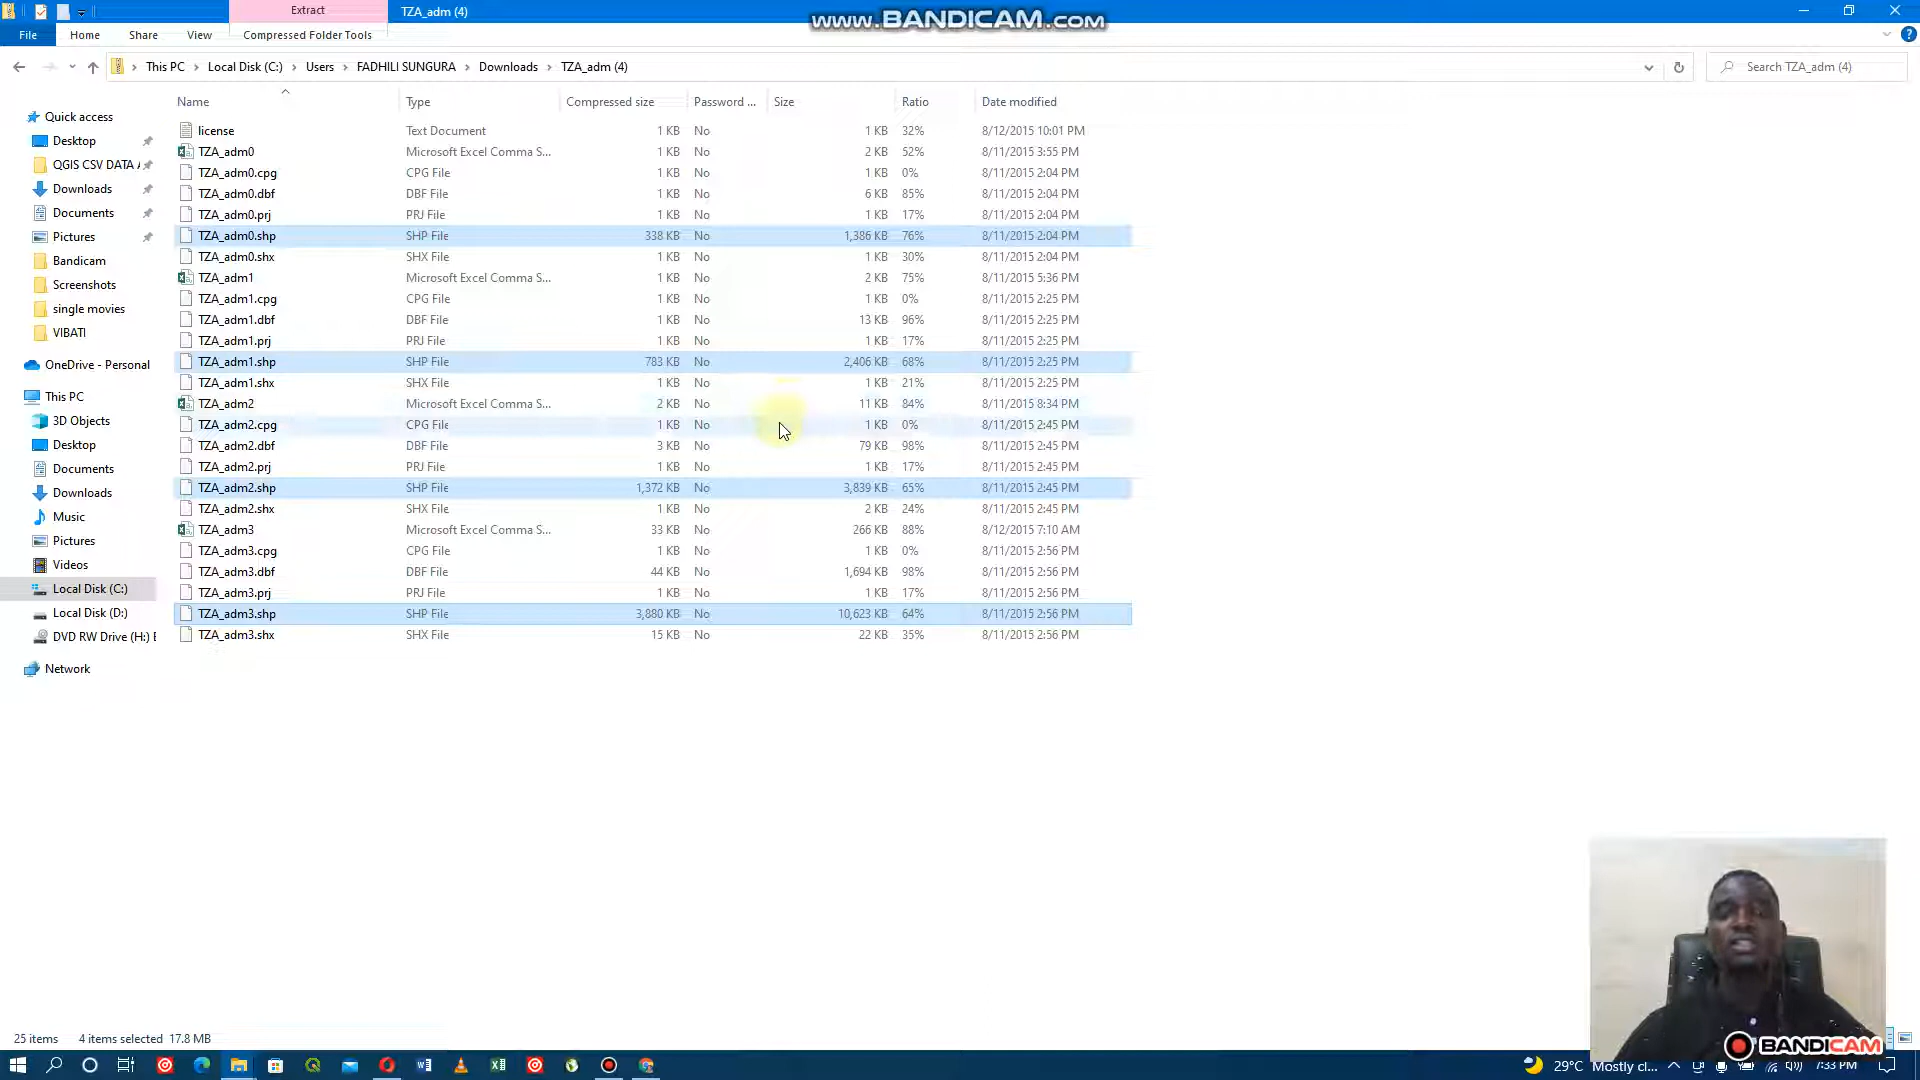 Extract
TZA_adm (4)
www.BANDICAM.com
File
Home
Share
View
Compressed Folder Tools
This PC > Local Disk (C:) > Users > FADHILI SUNGURA > Downloads > TZA_adm (4)
Search TZA_adm (4)
Name Type Compressed size Password ... Size Ratio Date modified
license Text Document 1 KB No 1 KB 32% 8/12/2015 10:01 PM
TZA_adm0 Microsoft Excel Comma S... 1 KB No 2 KB 52% 8/11/2015 3:55 PM
TZA_adm0.cpg CPG File 1 KB No 1 KB 0% 8/11/2015 2:04 PM
TZA_adm0.dbf DBF File 1 KB No 6 KB 85% 8/11/2015 2:04 PM
TZA_adm0.prj PRJ File 1 KB No 1 KB 17% 8/11/2015 2:04 PM
TZA_adm0.shp SHP File 338 KB No 1,386 KB 76% 8/11/2015 2:04 PM
TZA_adm0.shx SHX File 1 KB No 1 KB 30% 8/11/2015 2:04 PM
TZA_adm1 Microsoft Excel Comma S... 1 KB No 2 KB 75% 8/11/2015 5:36 PM
TZA_adm1.cpg CPG File 1 KB No 1 KB 0% 8/11/2015 2:25 PM
TZA_adm1.dbf DBF File 1 KB No 13 KB 96% 8/11/2015 2:25 PM
TZA_adm1.prj PRJ File 1 KB No 1 KB 17% 8/11/2015 2:25 PM
TZA_adm1.shp SHP File 783 KB No 2,406 KB 68% 8/11/2015 2:25 PM
TZA_adm1.shx SHX File 1 KB No 1 KB 21% 8/11/2015 2:25 PM
TZA_adm2 Microsoft Excel Comma S... 2 KB No 11 KB 84% 8/11/2015 8:34 PM
TZA_adm2.cpg CPG File 1 KB No 1 KB 0% 8/11/2015 2:45 PM
TZA_adm2.dbf DBF File 3 KB No 79 KB 98% 8/11/2015 2:45 PM
TZA_adm2.prj PRJ File 1 KB No 1 KB 17% 8/11/2015 2:45 PM
TZA_adm2.shp SHP File 1,372 KB No 3,839 KB 65% 8/11/2015 2:45 PM
TZA_adm2.shx SHX File 1 KB No 2 KB 24% 8/11/2015 2:45 PM
TZA_adm3 Microsoft Excel Comma S... 33 KB No 266 KB 88% 8/12/2015 7:10 AM
TZA_adm3.cpg CPG File 1 KB No 1 KB 0% 8/11/2015 2:56 PM
TZA_adm3.dbf DBF File 44 KB No 1,694 KB 98% 8/11/2015 2:56 PM
TZA_adm3.prj PRJ File 1 KB No 1 KB 17% 8/11/2015 2:56 PM
TZA_adm3.shp SHP File 3,880 KB No 10,623 KB 64% 8/11/2015 2:56 PM
TZA_adm3.shx SHX File 15 KB No 22 KB 35% 8/11/2015 2:56 PM
Quick access
Desktop
QGIS CSV DATA
Downloads
Documents
Pictures
Bandicam
Screenshots
single movies
VIBATI
OneDrive - Personal
This PC
3D Objects
Desktop
Documents
Downloads
Music
Pictures
Videos
Local Disk (C:)
Local Disk (D:)
DVD RW Drive (H:) E
Network
25 items 4 items selected 17.8 MB
BANDICAM
29°C Mostly cl...
7:33 PM